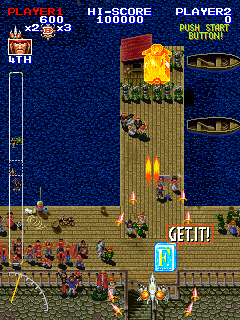 PLAYER1 HI-SCORE PLAYER2
600 100000 0
x2 B x3
PUSH START
BUTTON!
4TH
GET.IT!
F